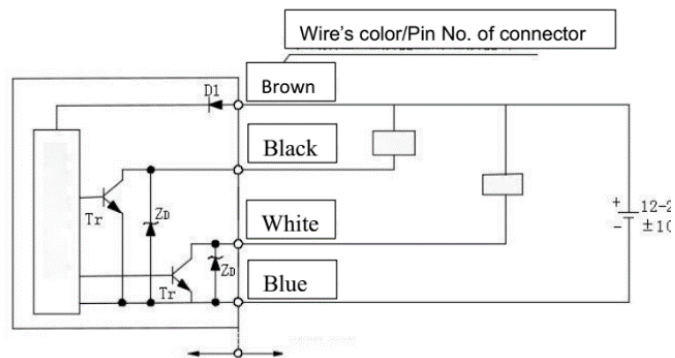 Wire's color/Pin No. of connector
Brown
D1
Black
Tr
ZD
White
+ 12-2
- ±10
Tr
ZD
Blue